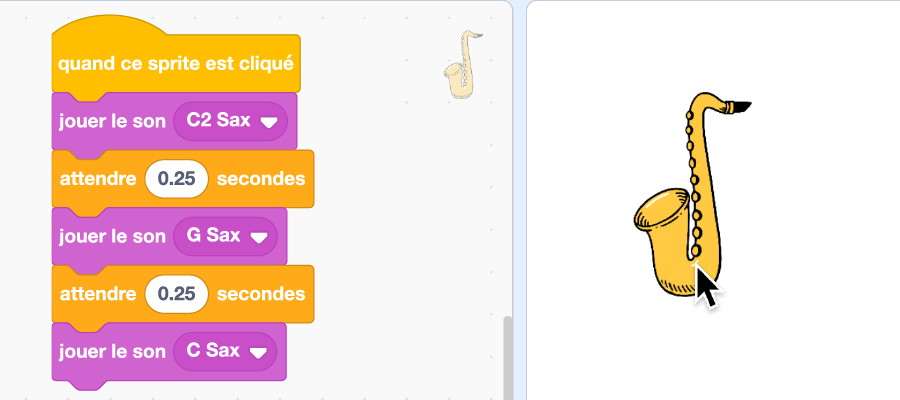 quand ce sprite est cliqué
jouer le son C2 Sax
attendre 0.25 secondes
jouer le son G Sax
attendre 0.25 secondes
jouer le son C Sax